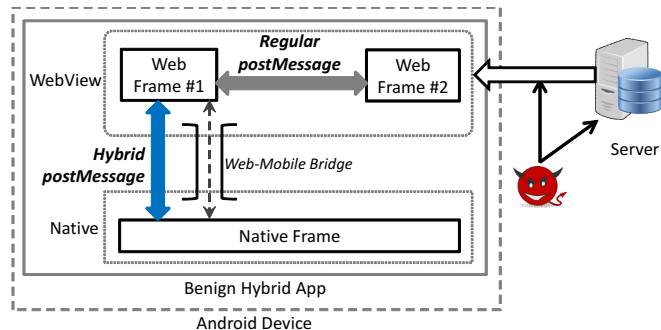 Regular
postMessage
Web
Frame #1
Web
Frame #2
WebView
Server
Hybrid
postMessage
Web-Mobile Bridge
Native
Native Frame
Benign Hybrid App
Android Device